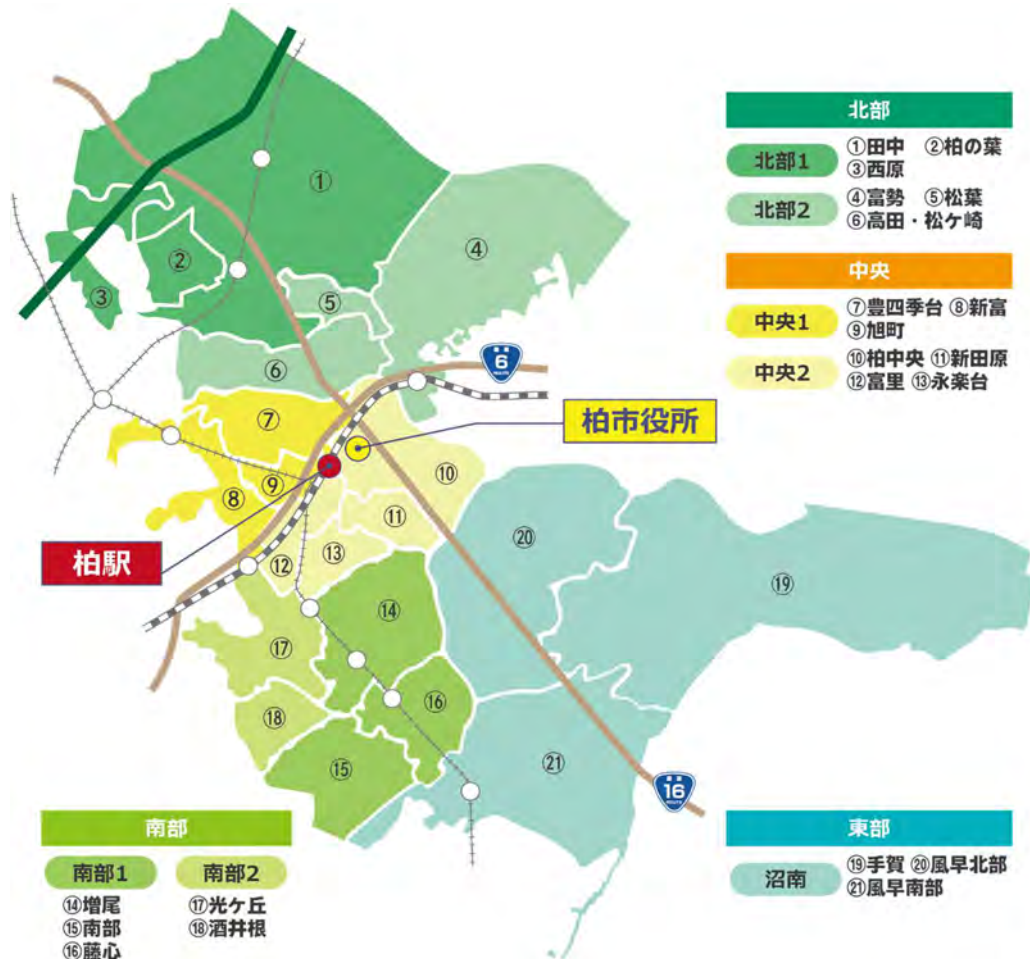 北部
北部1
①田中 ②柏の葉
③西原
北部2
④富勢 ⑤松葉
⑥高田・松ケ崎
中央
中央1
⑦豊四季台 ⑧新富
⑨旭町
中央2
⑩柏中央 ⑪新田原
⑫富里 ⑬永楽台
①
②
③
④
⑤
⑥
国道
6
ROUTE
柏市役所
⑦
⑧
⑨
⑩
⑪
柏駅
⑫
⑬
⑭
⑮
⑯
⑰
⑱
⑲
⑳
㉑
国道
16
ROUTE
南部
南部1
⑭増尾
⑮南部
⑯藤心
南部2
⑰光ケ丘
⑱酒井根
東部
沼南
⑲手賀 ⑳風早北部
㉑風早南部